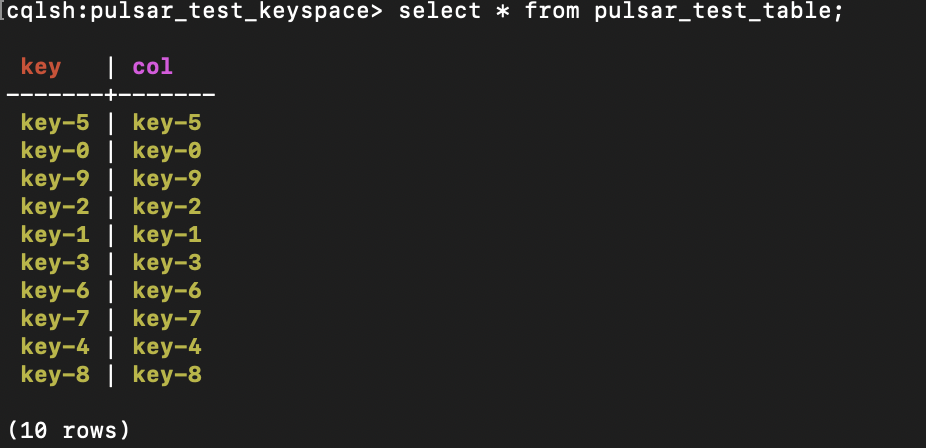 cqlsh:pulsar_test_keyspace> select * from pulsar_test_table;
key | col
-------+-------
key-5 | key-5
key-0 | key-0
key-9 | key-9
key-2 | key-2
key-1 | key-1
key-3 | key-3
key-6 | key-6
key-7 | key-7
key-4 | key-4
key-8 | key-8
(10 rows)